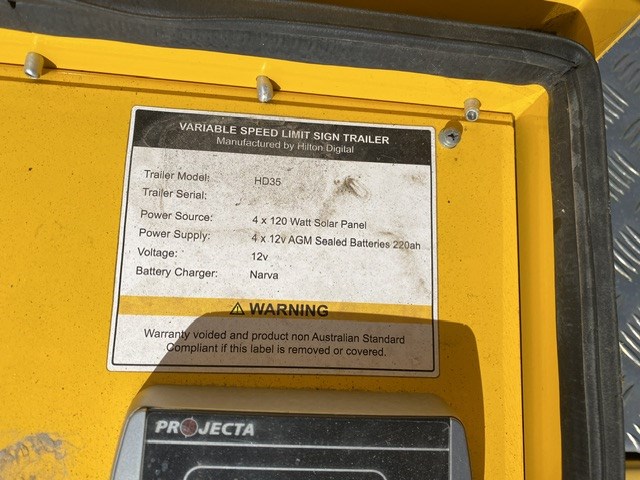 VARIABLE SPEED LIMIT SIGN TRAILER
Manufactured by Hilton Digital
Trailer Model: HD35
Trailer Serial:
Power Source: 4 x 120 Watt Solar Panel
Power Supply: 4 x 12v AGM Sealed Batteries 220ah
Voltage: 12v
Battery Charger: Narva
WARNING
Warranty voided and product non Australian Standard
Compliant if this label is removed or covered.
PROJECTA